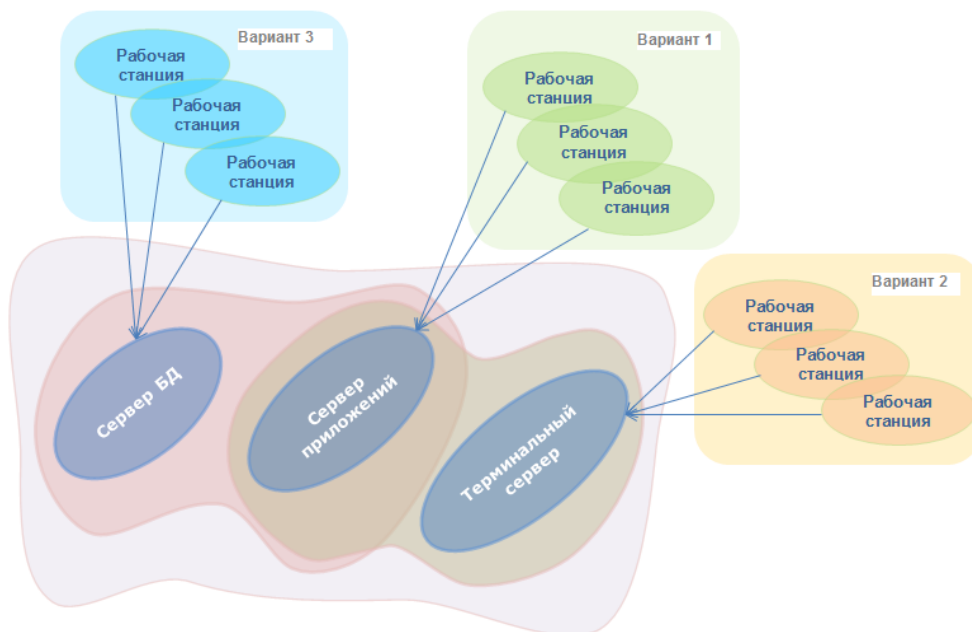 Вариант 3
Рабочая
станция
Рабочая
станция
Рабочая
станция
Вариант 1
Рабочая
станция
Рабочая
станция
Рабочая
станция
Вариант 2
Рабочая
станция
Рабочая
станция
Рабочая
станция
Сервер БД
Сервер
приложений
Терминальный
сервер